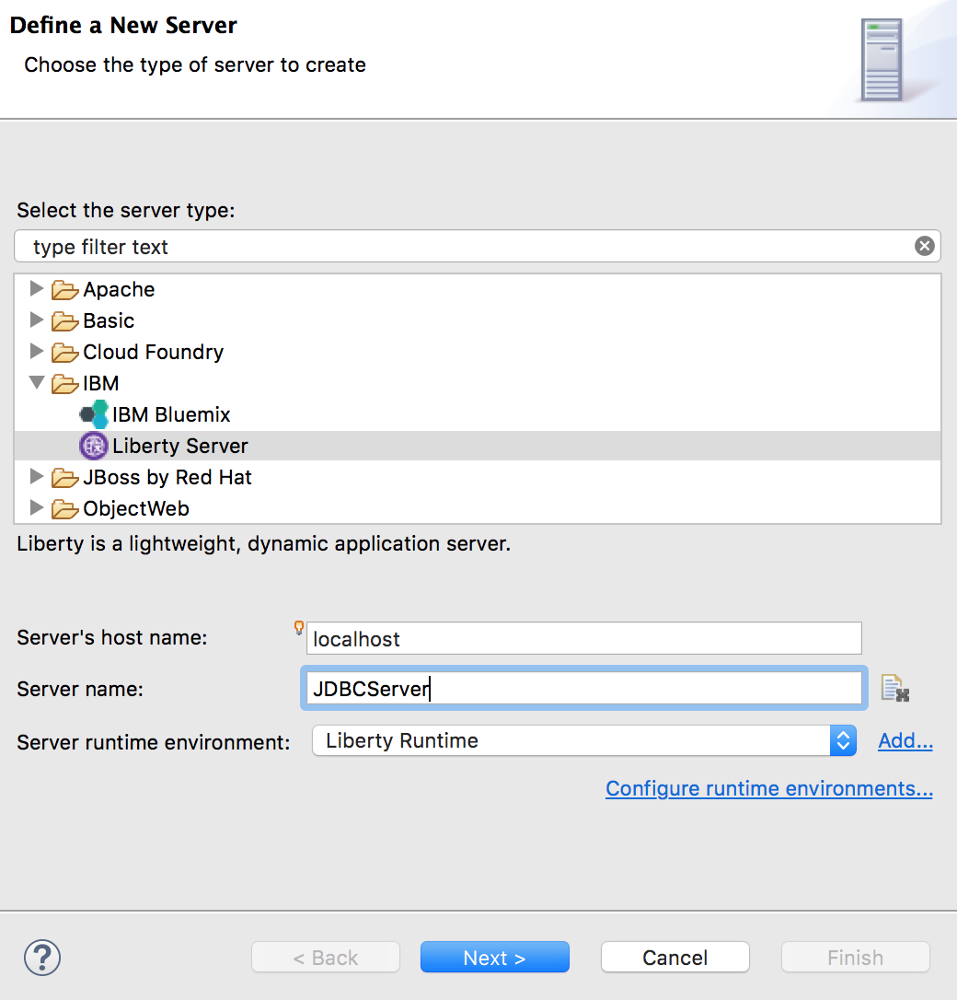 Define a New Server
Choose the type of server to create
Select the server type:
type filter text
Apache
Basic
Cloud Foundry
IBM
IBM Bluemix
Liberty Server
JBoss by Red Hat
ObjectWeb
Liberty is a lightweight, dynamic application server.
Server's host name: localhost
Server name: JDBCServer
Server runtime environment: Liberty Runtime Add...
Configure runtime environments...
? < Back Next > Cancel Finish